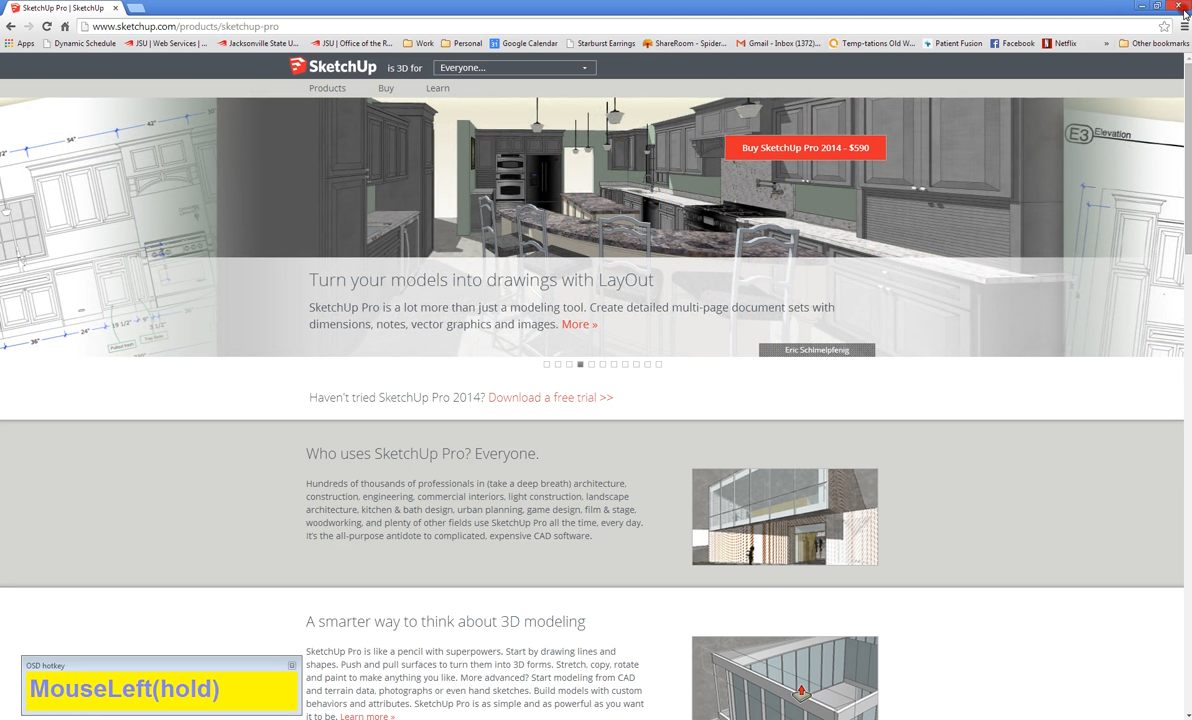 SketchUp Pro | SketchUp
www.sketchup.com/products/sketchup-pro
Apps Dynamic Schedule JSU | Web Services | ... Jacksonville State U... JSU | Office of the R... Work Personal Google Calendar Starburst Earrings ShareRoom - Spider... Gmail - Inbox (1372)... Temp-tations Old W... Patient Fusion Facebook Netflix » Other bookmarks
SketchUp is 3D for Everyone...
Products Buy Learn
54"
42"
E3 Elevation
Buy SketchUp Pro 2014 - $590
Turn your models into drawings with LayOut
SketchUp Pro is a lot more than just a modeling tool. Create detailed multi-page document sets with
dimensions, notes, vector graphics and images. More »
24"
19 1/2"
36"
Eric Schimelpfenig
Haven't tried SketchUp Pro 2014? Download a free trial >>
Who uses SketchUp Pro? Everyone.
Hundreds of thousands of professionals in (take a deep breath) architecture,
construction, engineering, commercial interiors, light construction, landscape
architecture, kitchen & bath design, urban planning, game design, film & stage,
woodworking, and plenty of other fields use SketchUp Pro all the time, every day.
It's the all-purpose antidote to complicated, expensive CAD software.
A smarter way to think about 3D modeling
SketchUp Pro is like a pencil with superpowers. Start by drawing lines and
shapes. Push and pull surfaces to turn them into 3D forms. Stretch, copy, rotate
and paint to make anything you like. More advanced? Start modeling from CAD
and terrain data, photographs or even hand sketches. Build models with custom
behaviors and attributes. SketchUp Pro is as simple and as powerful as you want
it to be. Learn more »
OSD hotkey
MouseLeft(hold)